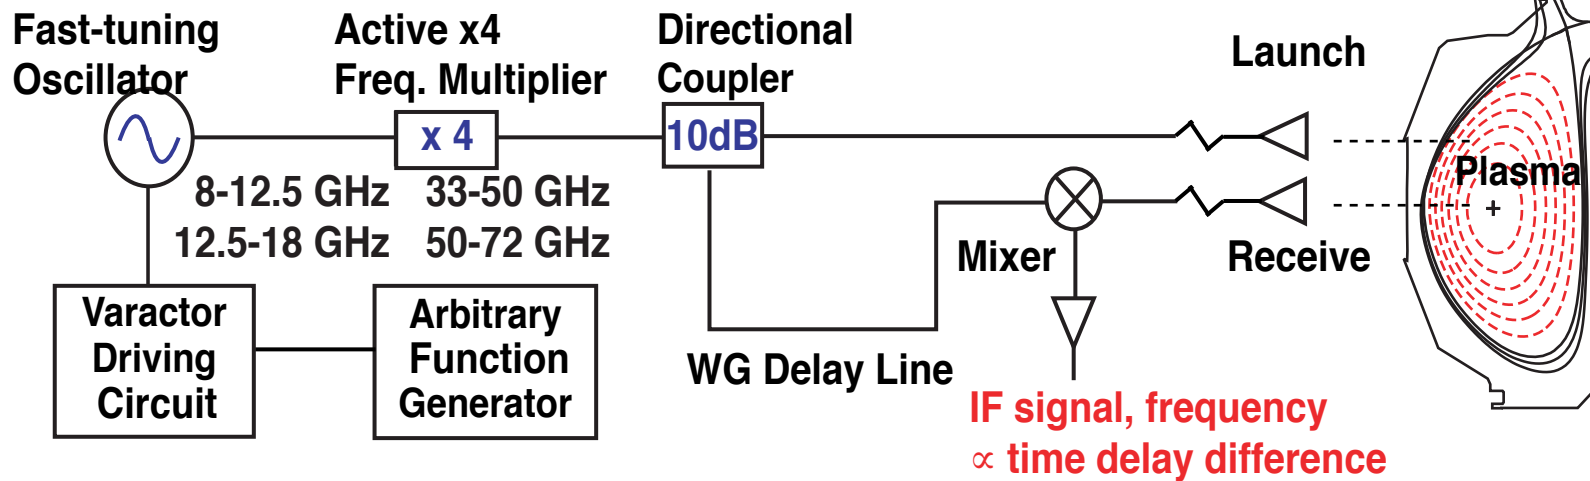 Fast-tuning
Oscillator
Active x4
Freq. Multiplier
Directional
Coupler
Launch
x 4
10dB
Plasma
+
8-12.5 GHz
33-50 GHz
12.5-18 GHz
50-72 GHz
Mixer
Receive
Varactor
Driving
Circuit
Arbitrary
Function
Generator
WG Delay Line
IF signal, frequency
∝ time delay difference